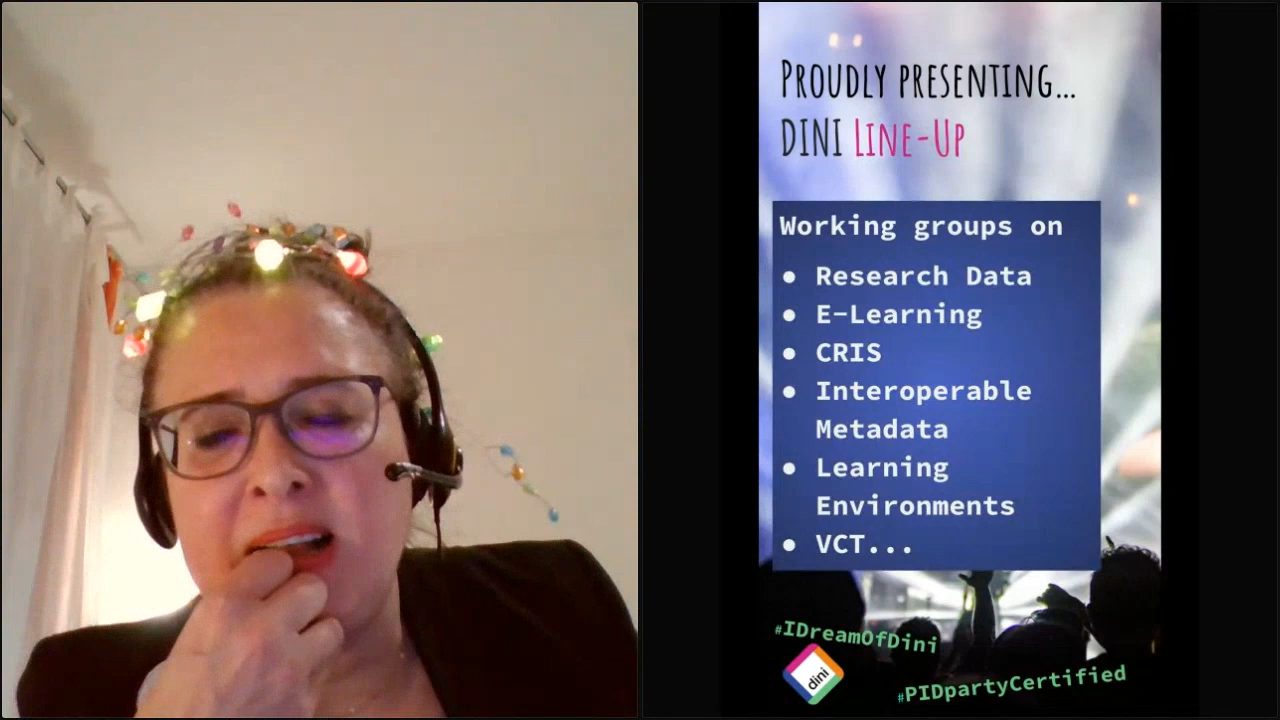 Proudly presenting...
DINI Line-Up
Working groups on
● Research Data
● E-Learning
● CRIS
● Interoperable
Metadata
● Learning
Environments
● VCT...
#IDreamOfDini
dini
#PIDpartyCertified